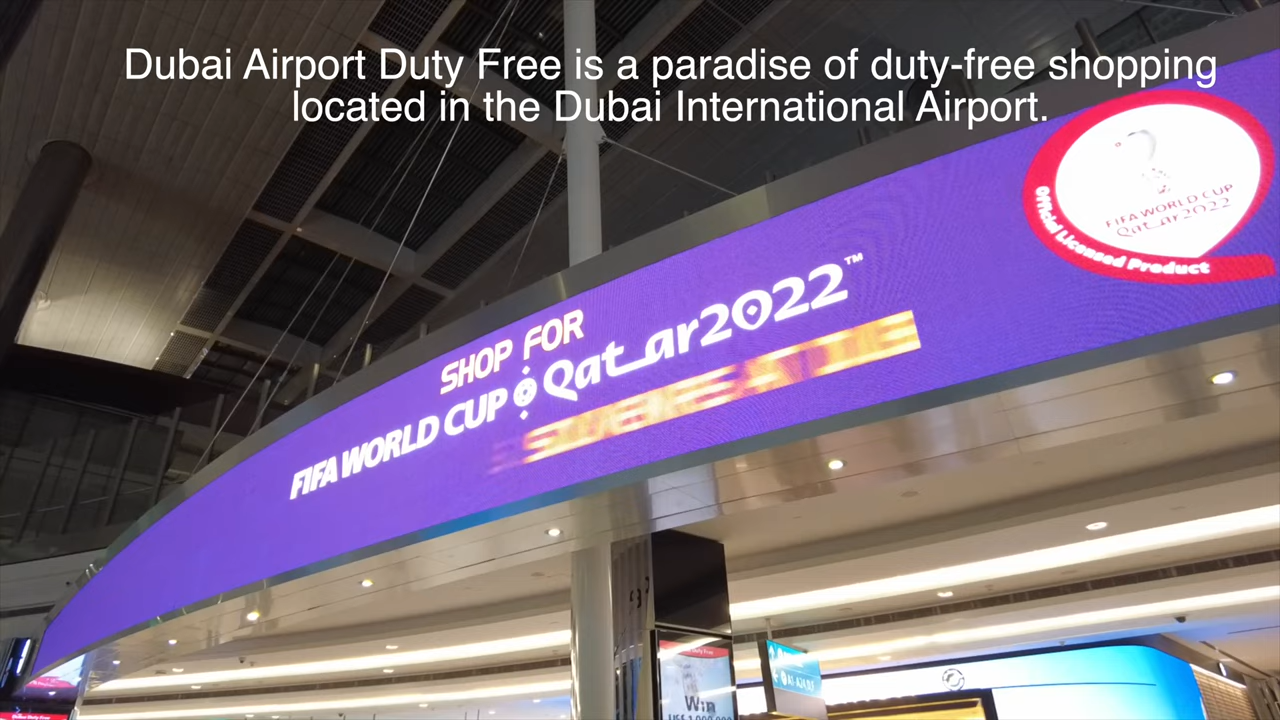 Dubai Airport Duty Free is a paradise of duty-free shopping
located in the Dubai International Airport.
FIFA WORLD CUP
Qatar2022
Official Licensed Product
SHOP FOR
FIFA WORLD CUP Qatar2022™
Win